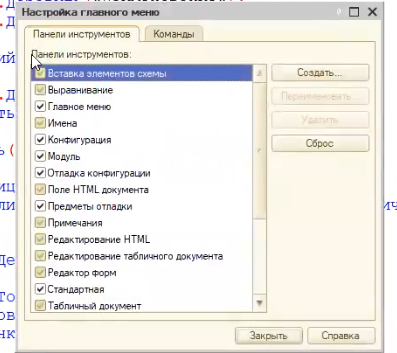 Настройка главного меню
Панели инструментов
Команды
Панели инструментов:
Вставка элементов схемы
Выравнивание
Главное меню
Имена
Конфигурация
Модуль
Отладка конфигурации
Поле HTML документа
Предметы отладки
Примечания
Редактирование HTML
Редактирование табличного документа
Редактор форм
Стандартная
Табличный документ
Создать...
Переименовать...
Удалить
Сброс
Закрыть
Справка